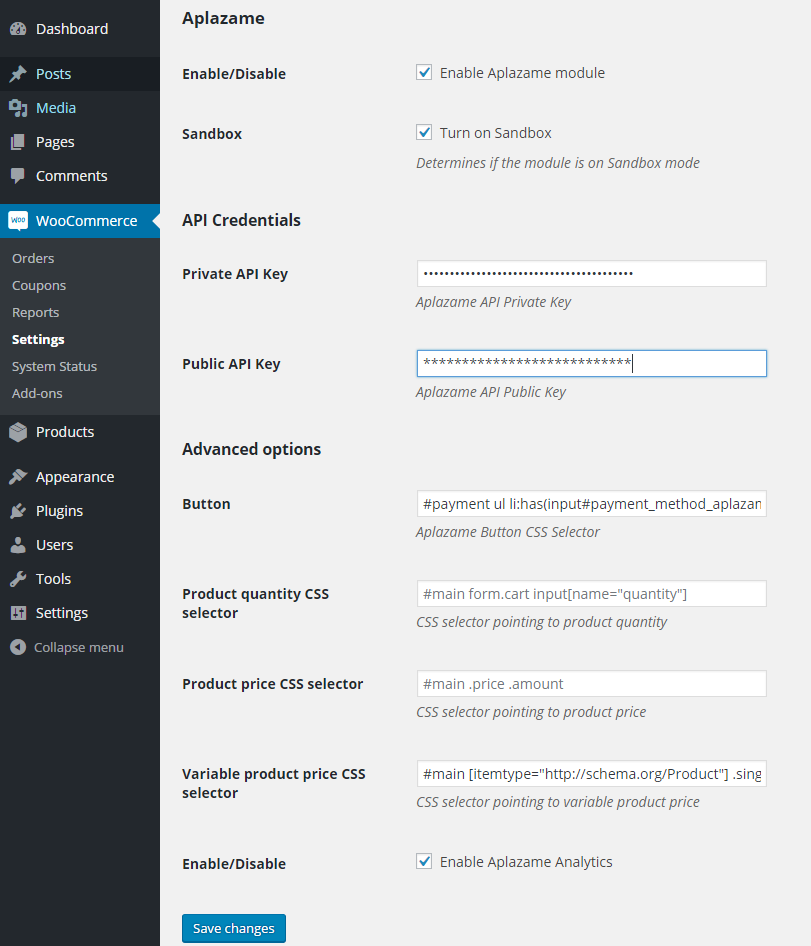 Dashboard
Posts
Media
Pages
Comments
Woo
WooCommerce
Orders
Coupons
Reports
Settings
System Status
Add-ons
Products
Appearance
Plugins
Users
Tools
Settings
Collapse menu
Aplazame
Enable/Disable
Enable Aplazame module
Sandbox
Turn on Sandbox
Determines if the module is on Sandbox mode
API Credentials
Private API Key
••••••••••••••••••••••••••••••••••••••••
Aplazame API Private Key
Public API Key
***************************
Aplazame API Public Key
Advanced options
Button
#payment ul li:has(input#payment_method_aplazan
Aplazame Button CSS Selector
Product quantity CSS
selector
#main form.cart input[name="quantity"]
CSS selector pointing to product quantity
Product price CSS selector
#main .price .amount
CSS selector pointing to product price
Variable product price CSS
selector
#main [itemtype="http://schema.org/Product"] .sing
CSS selector pointing to variable product price
Enable/Disable
Enable Aplazame Analytics
Save changes